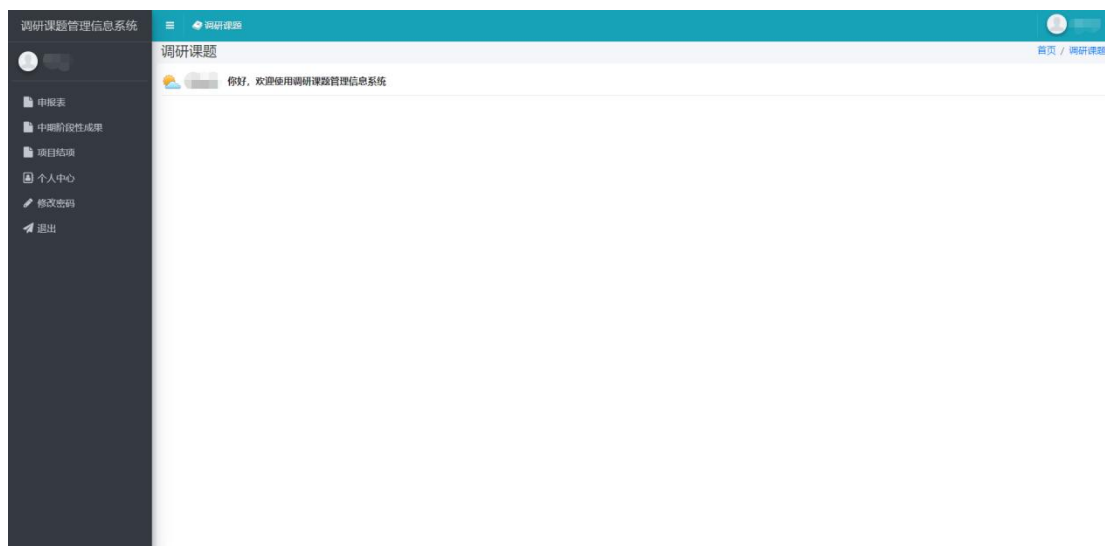 调研课题管理信息系统
调研课题
调研课题
首页 / 调研课题
你好，欢迎使用调研课题管理信息系统
申报表
中期阶段性成果
项目结项
个人中心
修改密码
退出